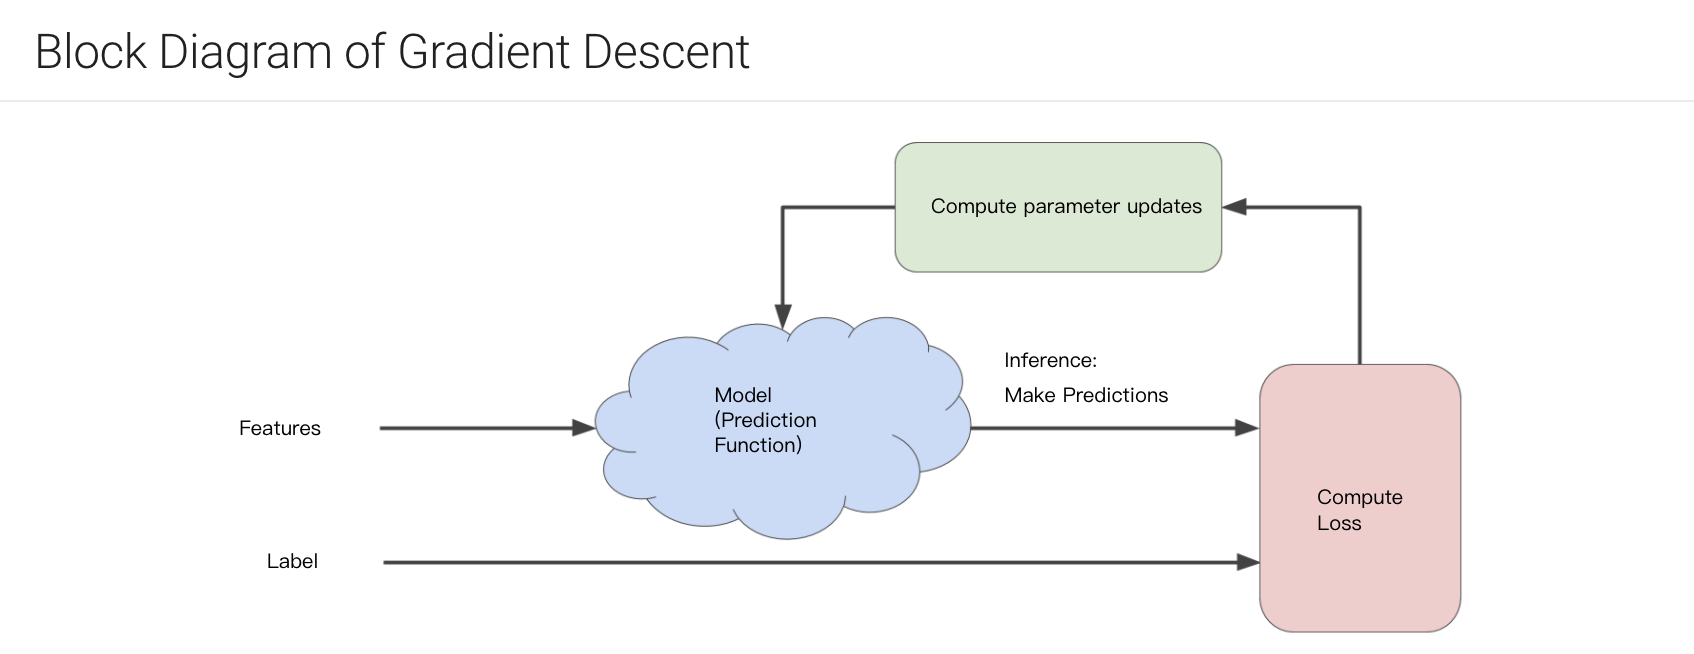 Block Diagram of Gradient Descent
Compute parameter updates
Inference:
Make Predictions
Model
(Prediction
Function)
Features
Compute
Loss
Label